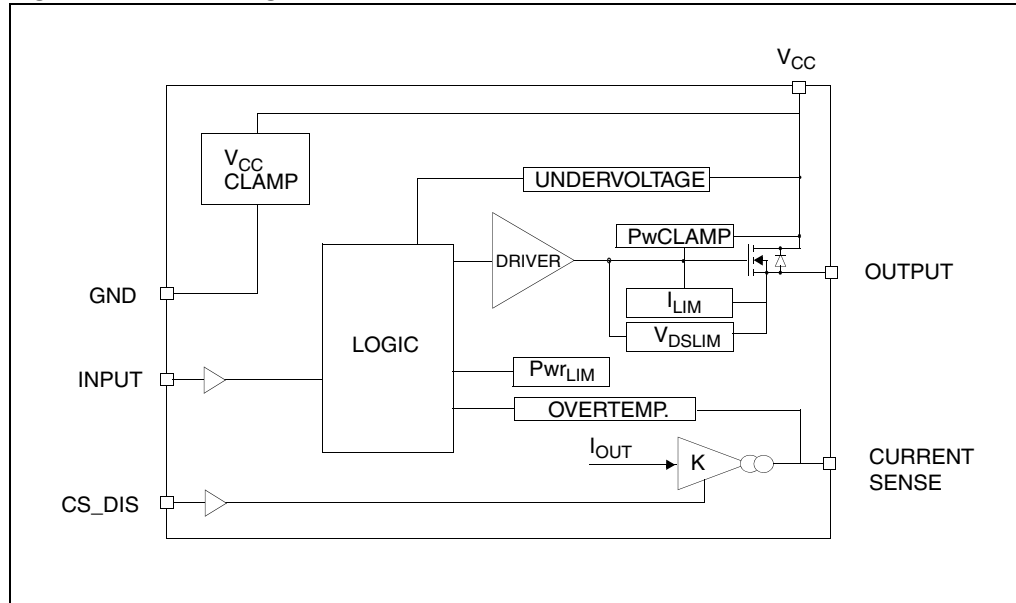 VCC
VCC
CLAMP
UNDERVOLTAGE
PwCLAMP
DRIVER
OUTPUT
GND
ILIM
VDSLIM
LOGIC
INPUT
PwrLIM
OVERTEMP.
IOUT
K
CURRENT
SENSE
CS_DIS